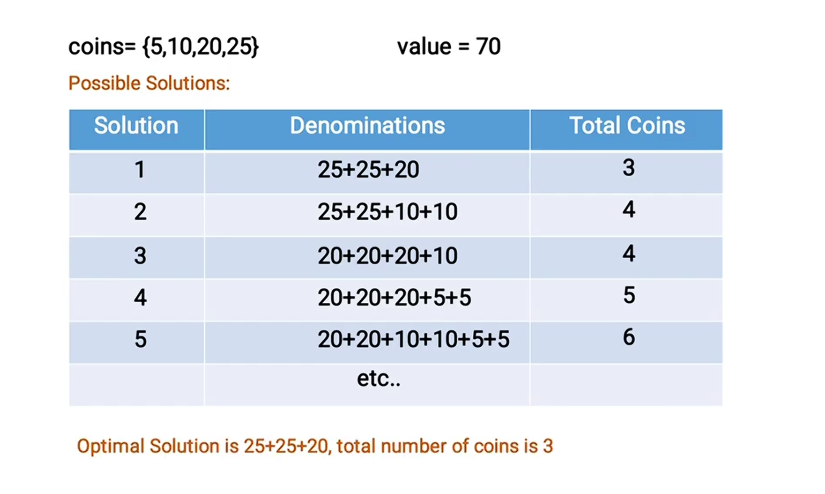 coins= {5,10,20,25} value = 70
Possible Solutions:
Solution Denominations Total Coins
1 25+25+20 3
2 25+25+10+10 4
3 20+20+20+10 4
4 20+20+20+5+5 5
5 20+20+10+10+5+5 6
etc..
Optimal Solution is 25+25+20, total number of coins is 3